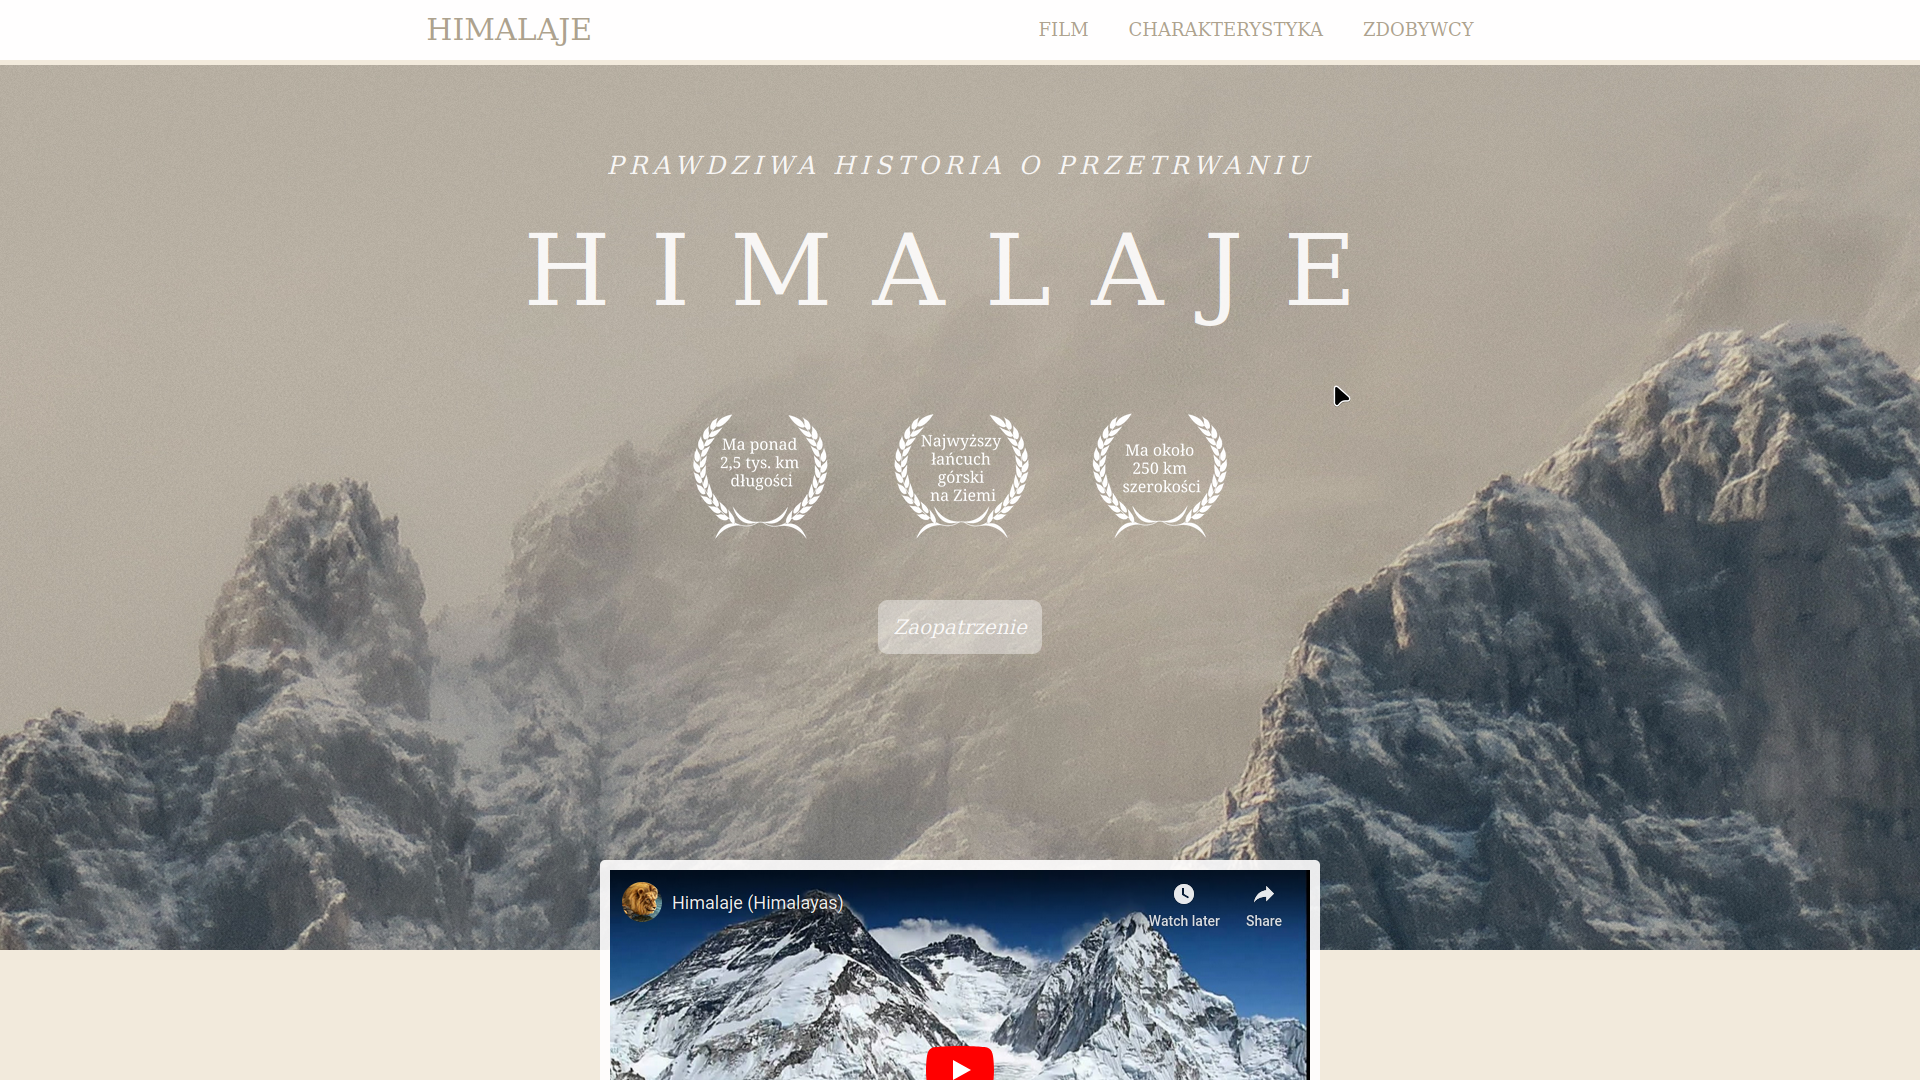 HIMALAJE
FILM CHARAKTERYSTYKA ZDOBYWCY
PRAWDZIWA HISTORIA O PRZETRWANIU
HIMALAJE
Ma ponad
2,5 tys. km
długości
Najwyższy
łańcuch
górski
na Ziemi
Ma około
250 km
szerokości
Zaopatrzenie
Himalaje (Himalayas)
Watch later
Share